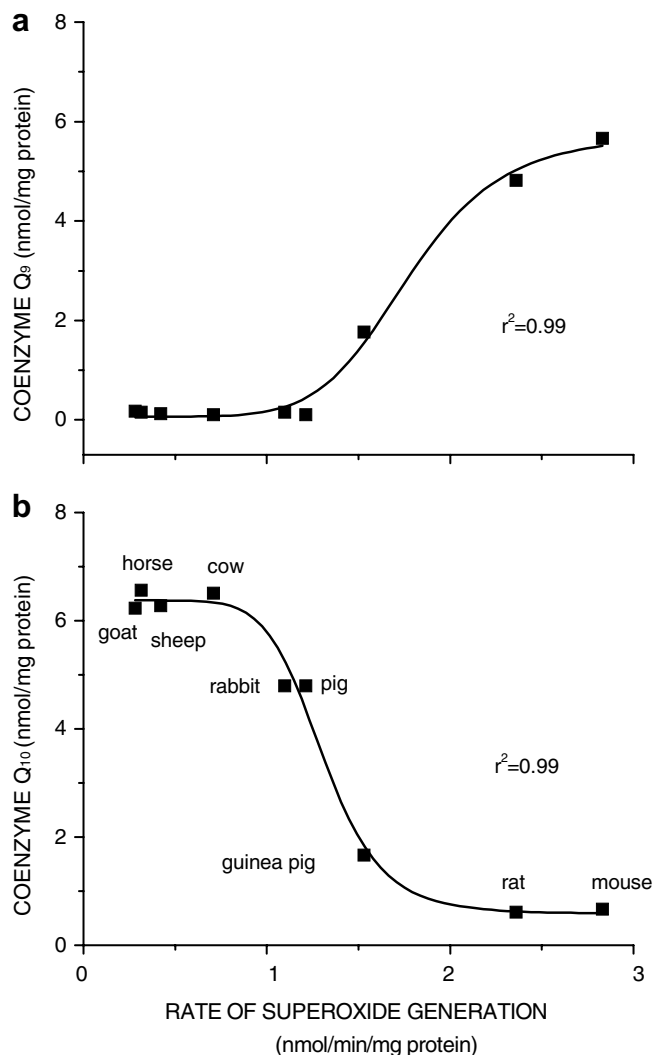 a
8
6
4
2
0
COENZYME Q9 (nmol/mg protein)
r²=0.99
b
8
6
4
2
0
COENZYME Q10 (nmol/mg protein)
horse
cow
goat
sheep
rabbit
pig
r²=0.99
guinea pig
rat
mouse
0
1
2
3
RATE OF SUPEROXIDE GENERATION
(nmol/min/mg protein)